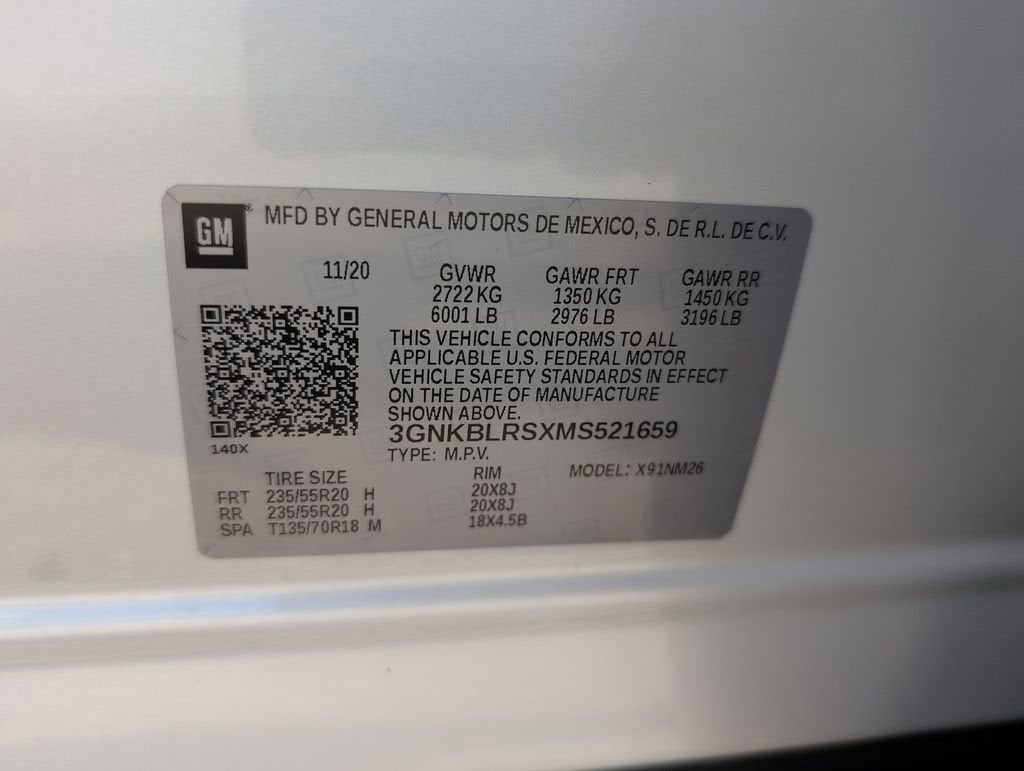 GM MFD BY GENERAL MOTORS DE MEXICO, S. DE R.L. DE C.V.
11/20 GVWR GAWR FRT GAWR RR
2722 KG 1350 KG 1450 KG
6001 LB 2976 LB 3196 LB
THIS VEHICLE CONFORMS TO ALL
APPLICABLE U.S. FEDERAL MOTOR
VEHICLE SAFETY STANDARDS IN EFFECT
ON THE DATE OF MANUFACTURE
SHOWN ABOVE.
3GNKBLRSXMS521659
140X
TYPE: M.P.V. MODEL: X91NM26
TIRE SIZE RIM
FRT 235/55R20 H 20X8J
RR 235/55R20 H 20X8J
SPA T135/70R18 M 18X4.5B